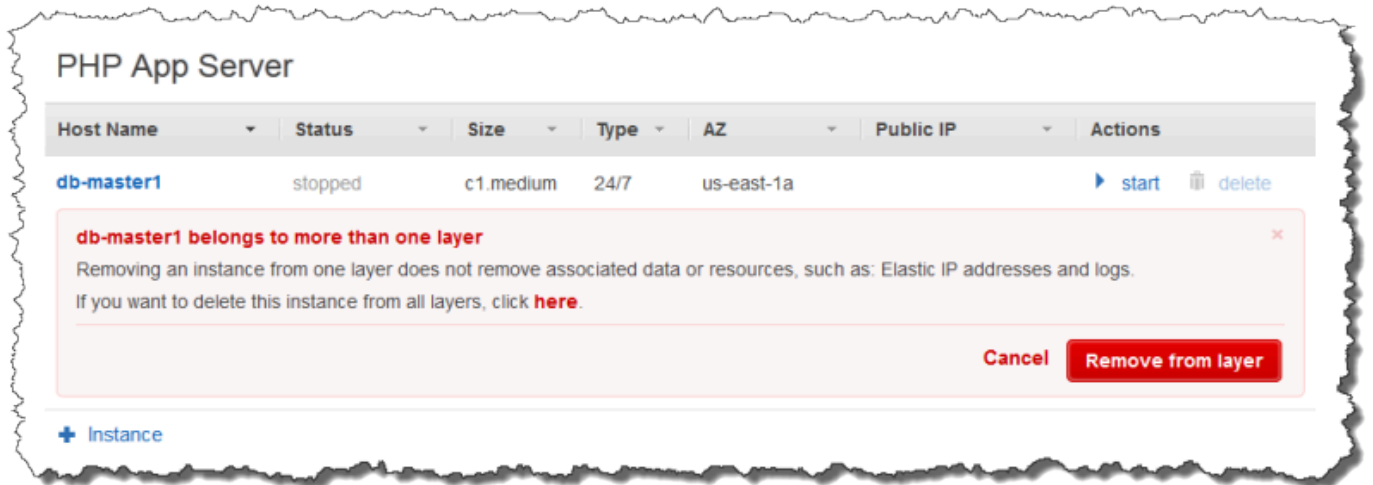 PHP App Server
Host Name Status Size Type AZ Public IP Actions
db-master1 stopped c1.medium 24/7 us-east-1a start delete
db-master1 belongs to more than one layer
Removing an instance from one layer does not remove associated data or resources, such as: Elastic IP addresses and logs.
If you want to delete this instance from all layers, click here.
Cancel Remove from layer
Instance